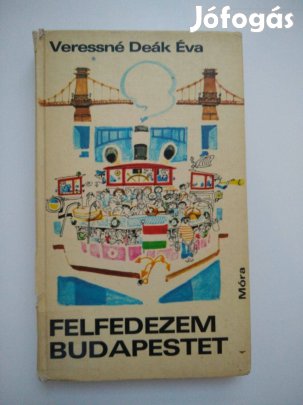 Jófogás
Veressné Deák Éva
FELFEDEZEM
BUDAPESTET
Móra